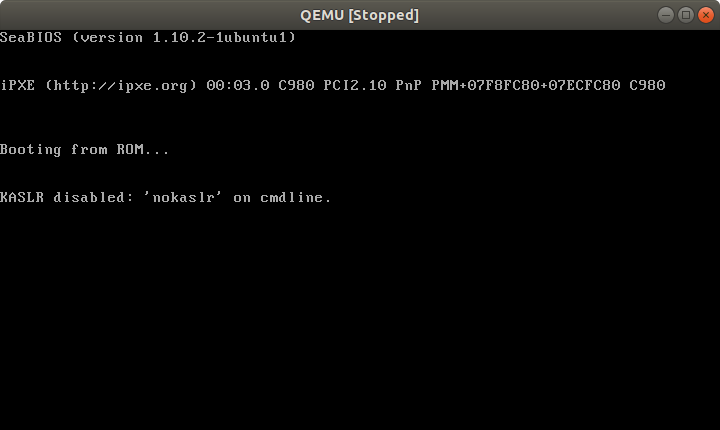 QEMU [Stopped]
SeaBIOS (version 1.10.2-1ubuntu1)
iPXE (http://ipxe.org) 00:03.0 C980 PCI2.10 PnP PMM+07F8FC80+07ECFC80 C980
Booting from ROM...
KASLR disabled: 'nokaslr' on cmdline.